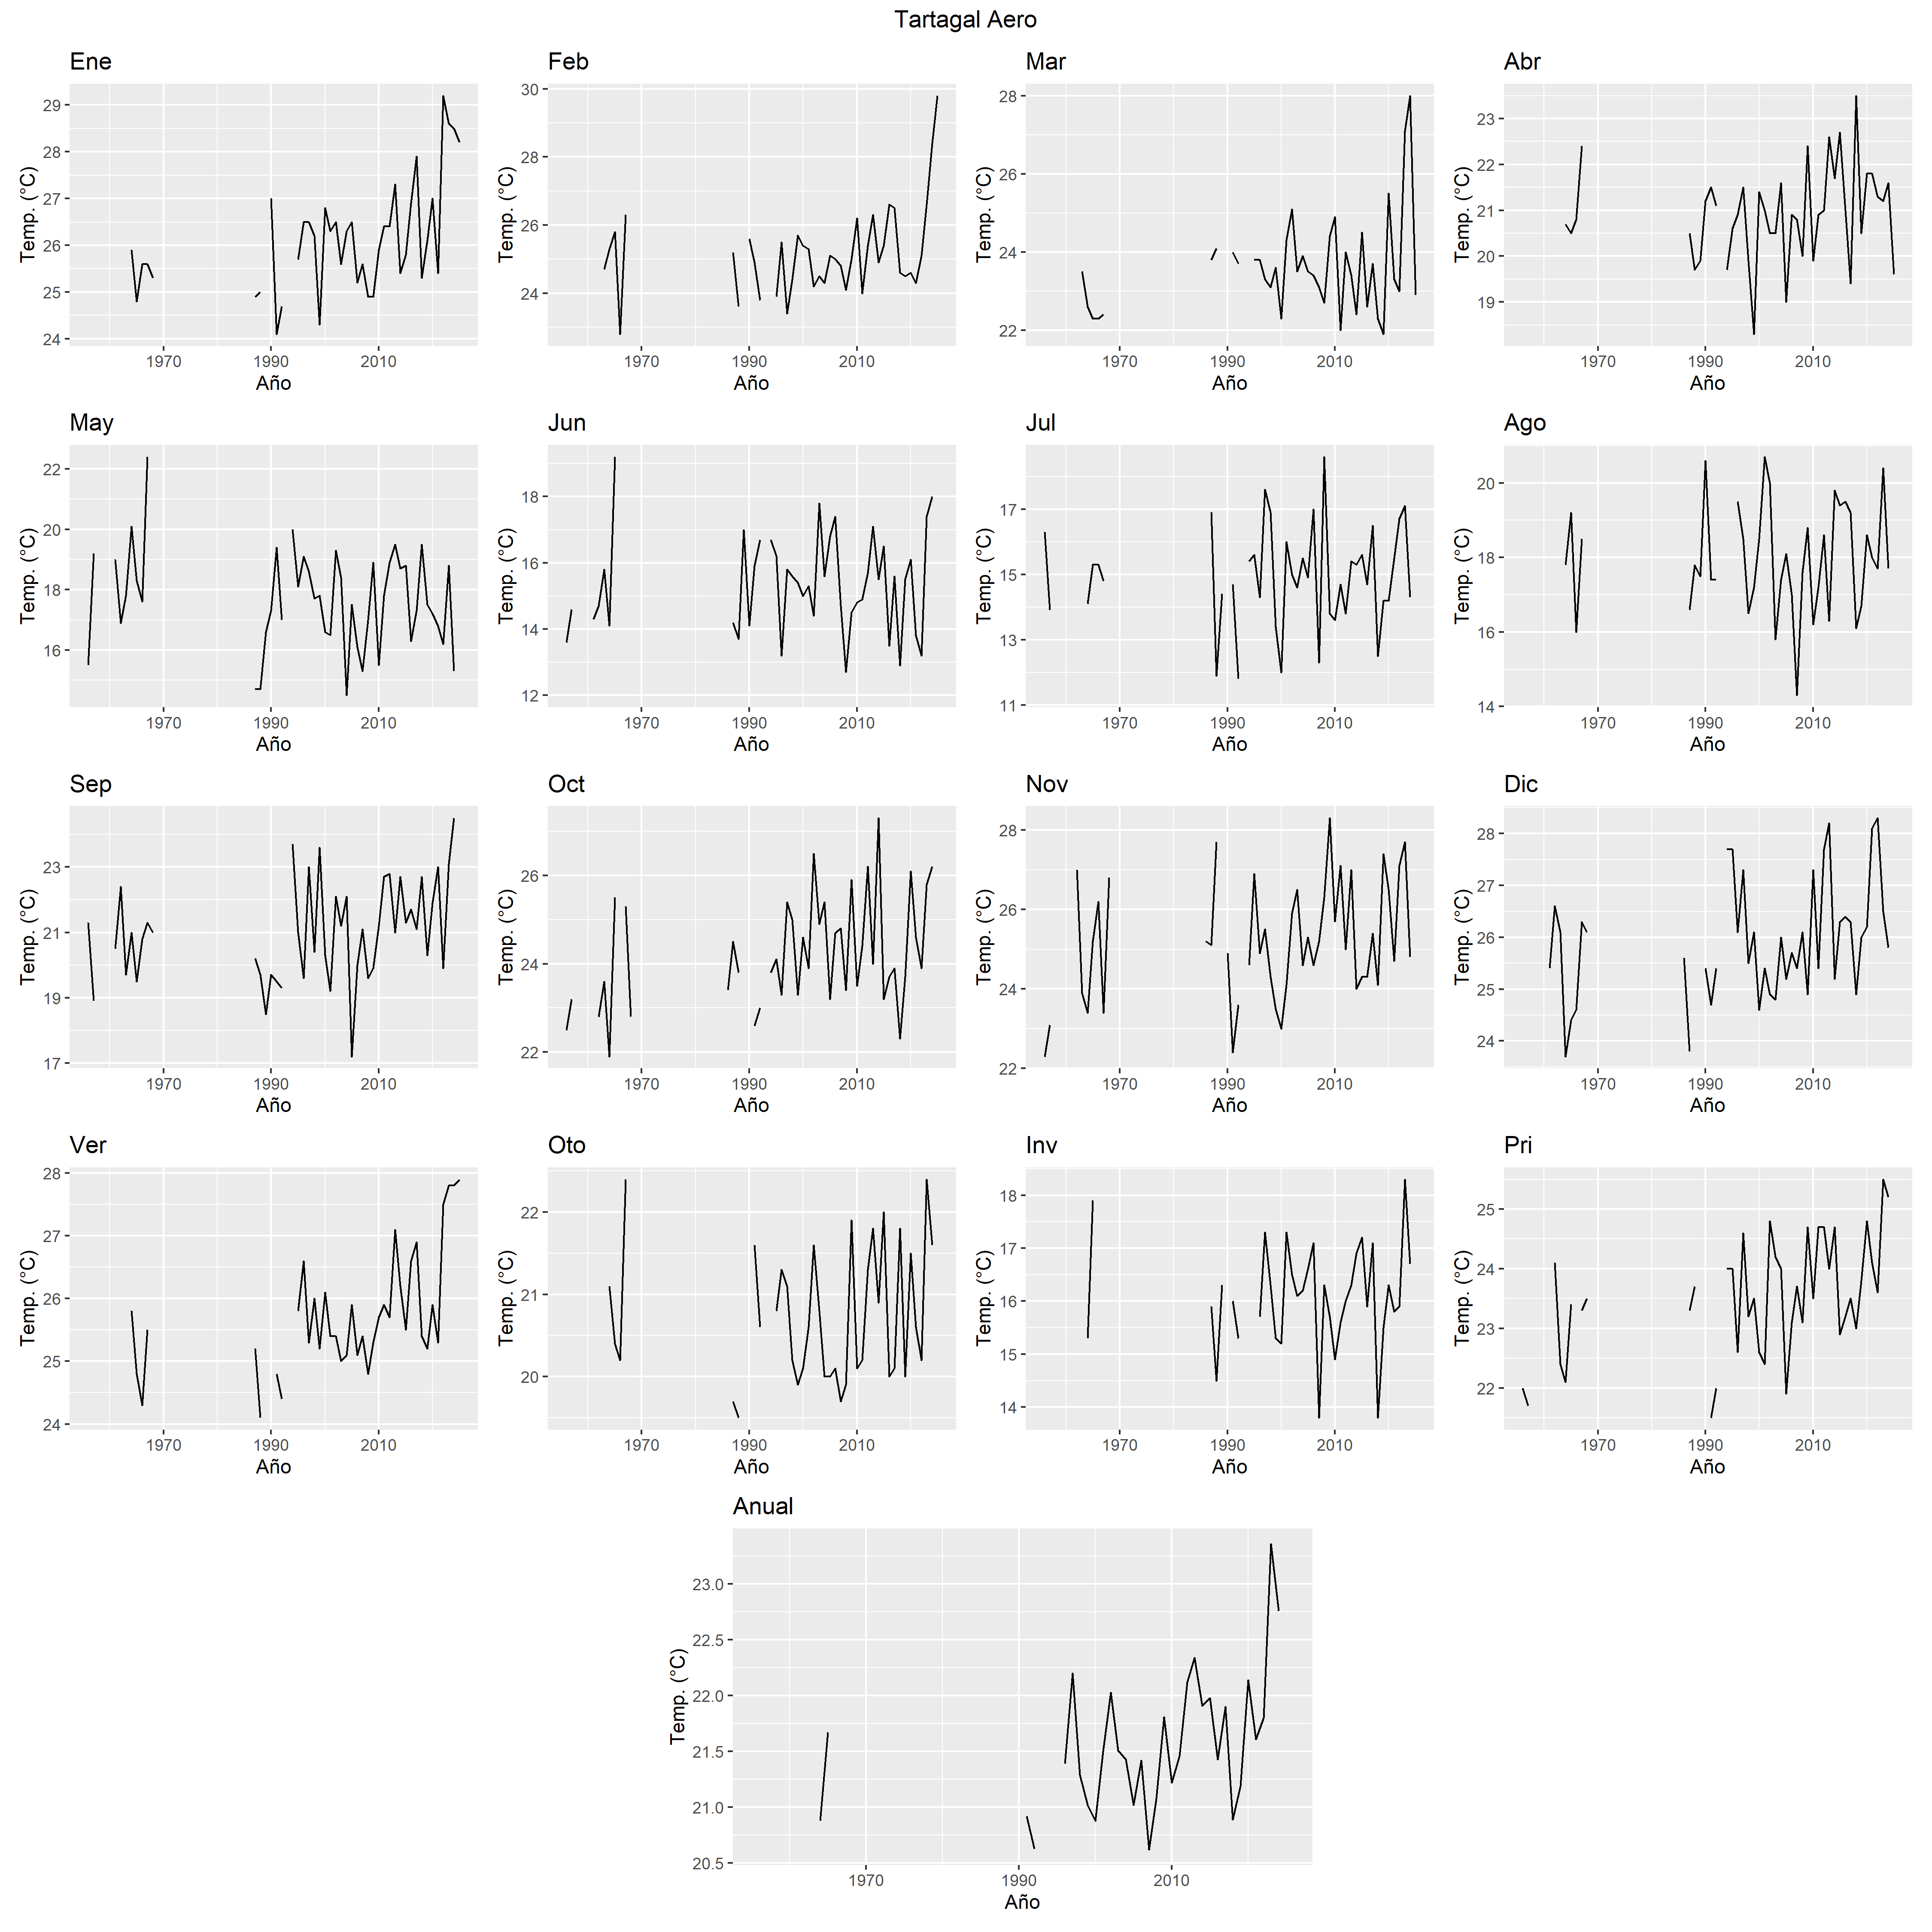 Tartagal Aero
Ene
Feb
Mar
Abr
29
28
27
26
25
24
Temp. (°C)
1970
1990
2010
Año
30
28
26
24
Temp. (°C)
1970
1990
2010
Año
28
26
24
22
Temp. (°C)
1970
1990
2010
Año
23
22
21
20
19
Temp. (°C)
1970
1990
2010
Año
May
Jun
Jul
Ago
22
20
18
16
Temp. (°C)
1970
1990
2010
Año
18
16
14
12
Temp. (°C)
1970
1990
2010
Año
17
15
13
11
Temp. (°C)
1970
1990
2010
Año
20
18
16
14
Temp. (°C)
1970
1990
2010
Año
Sep
Oct
Nov
Dic
23
21
19
17
Temp. (°C)
1970
1990
2010
Año
26
24
22
Temp. (°C)
1970
1990
2010
Año
28
26
24
22
Temp. (°C)
1970
1990
2010
Año
28
27
26
25
24
Temp. (°C)
1970
1990
2010
Año
Ver
Oto
Inv
Pri
28
27
26
25
24
Temp. (°C)
1970
1990
2010
Año
22
21
20
Temp. (°C)
1970
1990
2010
Año
18
17
16
15
14
Temp. (°C)
1970
1990
2010
Año
25
24
23
22
Temp. (°C)
1970
1990
2010
Año
Anual
23.0
22.5
22.0
21.5
21.0
20.5
Temp. (°C)
1970
1990
2010
Año